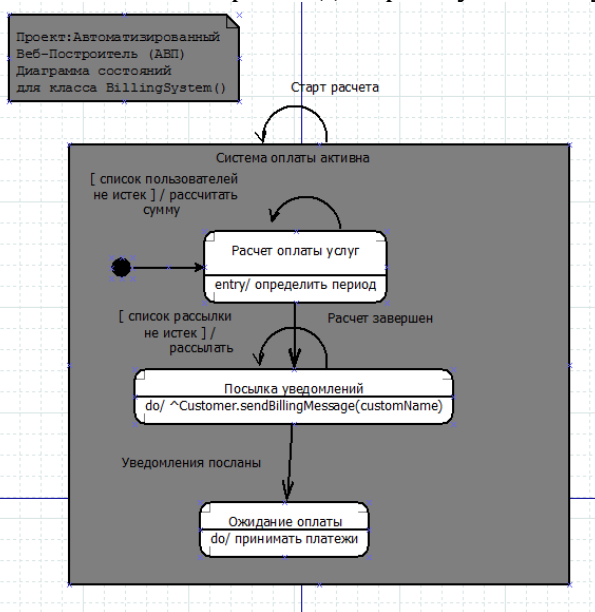 Проект:Автоматизированный
Веб-Построитель (АВП)
Диаграмма состояний
для класса BillingSystem()
Старт расчета
Система оплаты активна
[ список пользователей
не истек ] / рассчитать
сумму
Расчет оплаты услуг
entry/ определить период
[ список рассылки
не истек ] /
рассылать
Расчет завершен
Посылка уведомлений
do/ ^Customer.sendBillingMessage(customName)
Уведомления посланы
Ожидание оплаты
do/ принимать платежи